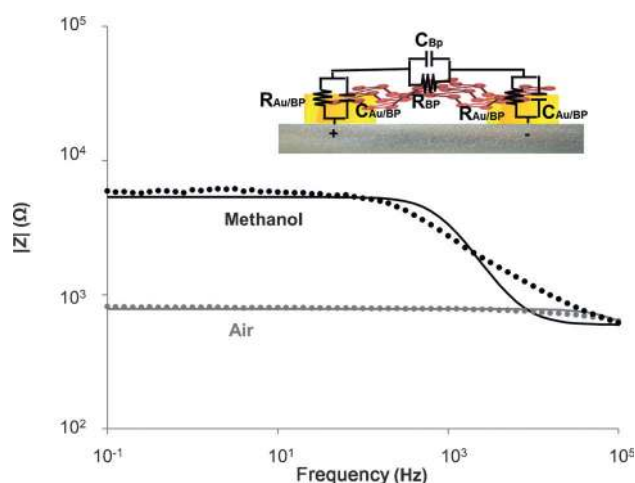 10⁵
C_Bp
R_Au/BP C_Au/BP R_BP R_Au/BP C_Au/BP
+ -
10⁴
Methanol
|Z| (Ω)
10³
Air
10²
10⁻¹ 10¹ 10³ 10⁵
Frequency (Hz)